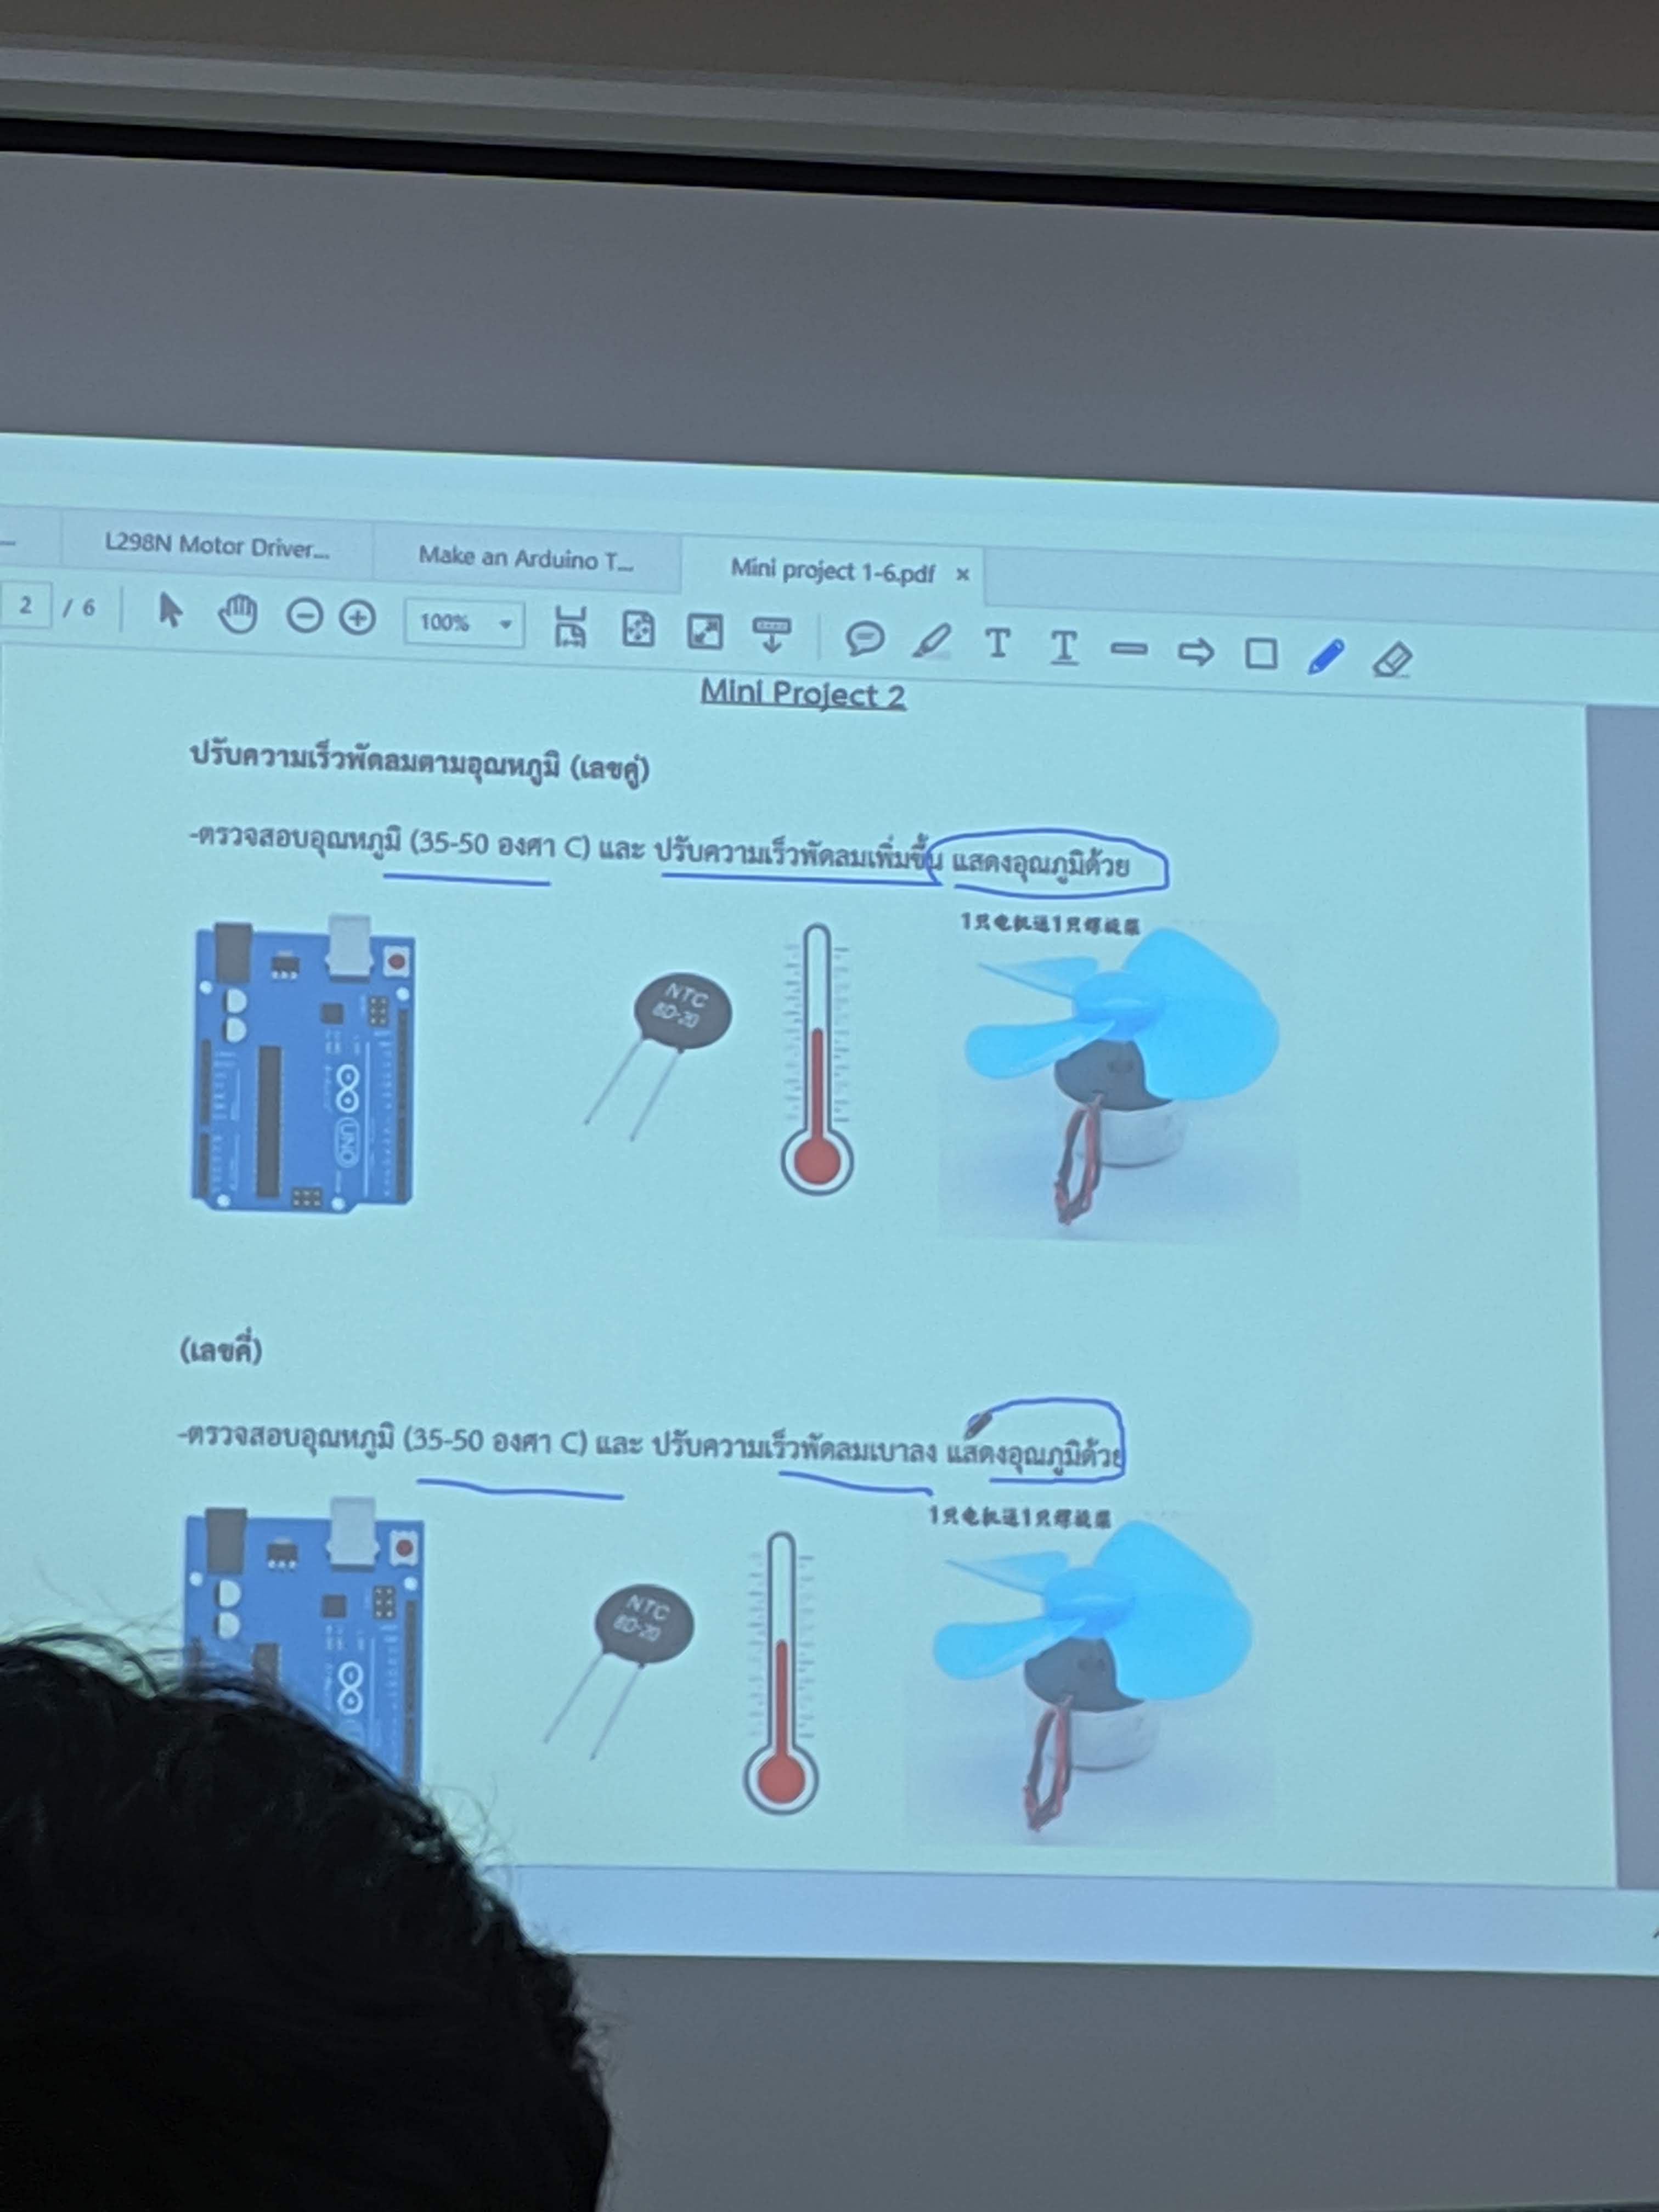 L298N Motor Driver...
Make an Arduino T...
Mini project 1-6.pdf
2 / 6
100%
Mini Project 2
ปรับความเร็วพัดลมตามอุณหภูมิ (เลขคู่)
-ตรวจสอบอุณหภูมิ (35-50 องศา C) และ ปรับความเร็วพัดลมเพิ่มขึ้น แสดงอุณภูมิด้วย
1只电机送1只螺旋桨
NTC
8D-20
UNO
(เลขคี่)
-ตรวจสอบอุณหภูมิ (35-50 องศา C) และ ปรับความเร็วพัดลมเบาลง แสดงอุณภูมิด้วย
1只电机送1只螺旋桨
NTC
8D-20